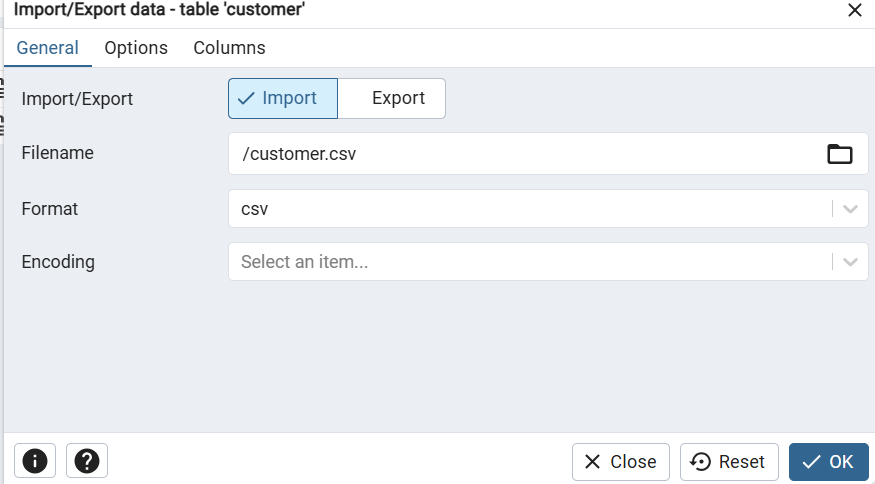 Import/Export data - table 'customer'
General Options Columns
Import/Export Import Export
Filename /customer.csv
Format csv
Encoding Select an item...
Close Reset OK